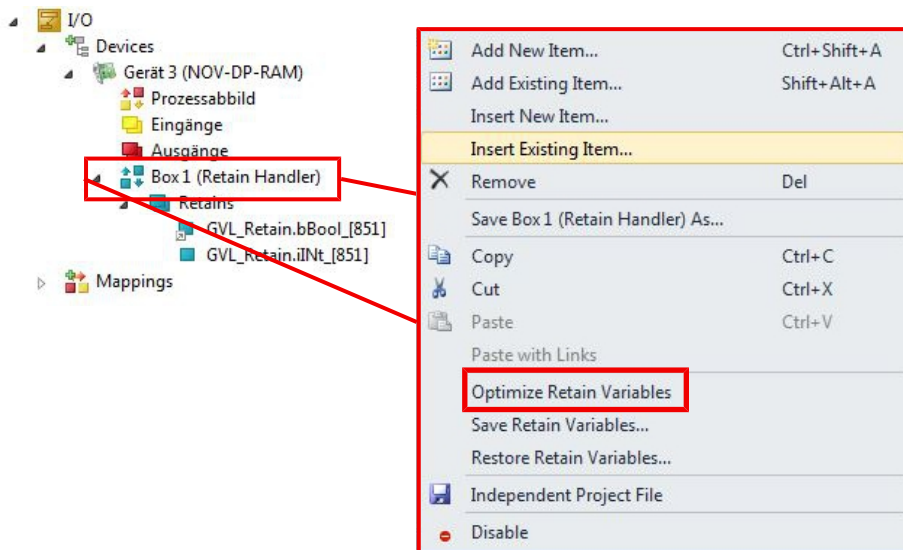 I/O
Devices
Gerät 3 (NOV-DP-RAM)
Prozessabbild
Eingänge
Ausgänge
Box 1 (Retain Handler)
Retains
GVL_Retain.bBool_[851]
GVL_Retain.iINt_[851]
Mappings
Add New Item... Ctrl+Shift+A
Add Existing Item... Shift+Alt+A
Insert New Item...
Insert Existing Item...
Remove Del
Save Box 1 (Retain Handler) As...
Copy Ctrl+C
Cut Ctrl+X
Paste Ctrl+V
Paste with Links
Optimize Retain Variables
Save Retain Variables...
Restore Retain Variables...
Independent Project File
Disable